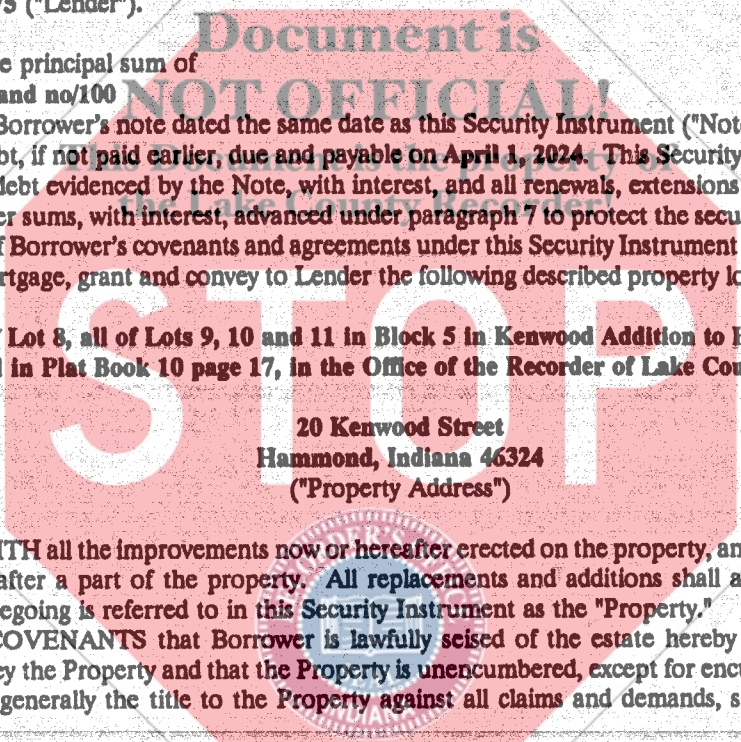 S ("Lender").
Document is
e principal sum of
and no/100
NOT OFFICIAL!
Borrower's note dated the same date as this Security Instrument ("Not
bt, if not paid earlier, due and payable on April 1, 2024. This Security
This Document is the property of
debt evidenced by the Note, with interest, and all renewals, extensions
the Lake County Recorder!
er sums, with interest, advanced under paragraph 7 to protect the secu
f Borrower's covenants and agreements under this Security Instrument
rtgage, grant and convey to Lender the following described property lo
Lot 8, all of Lots 9, 10 and 11 in Block 5 in Kenwood Addition to H
in Plat Book 10 page 17, in the Office of the Recorder of Lake Cou
STOP
20 Kenwood Street
Hammond, Indiana 46324
("Property Address")
ITH all the improvements now or hereafter erected on the property, an
after a part of the property. All replacements and additions shall a
regoing is referred to in this Security Instrument as the "Property."
COVENANTS that Borrower is lawfully seised of the estate hereby
ey the Property and that the Property is unencumbered, except for encu
generally the title to the Property against all claims and demands, s
INDIANA